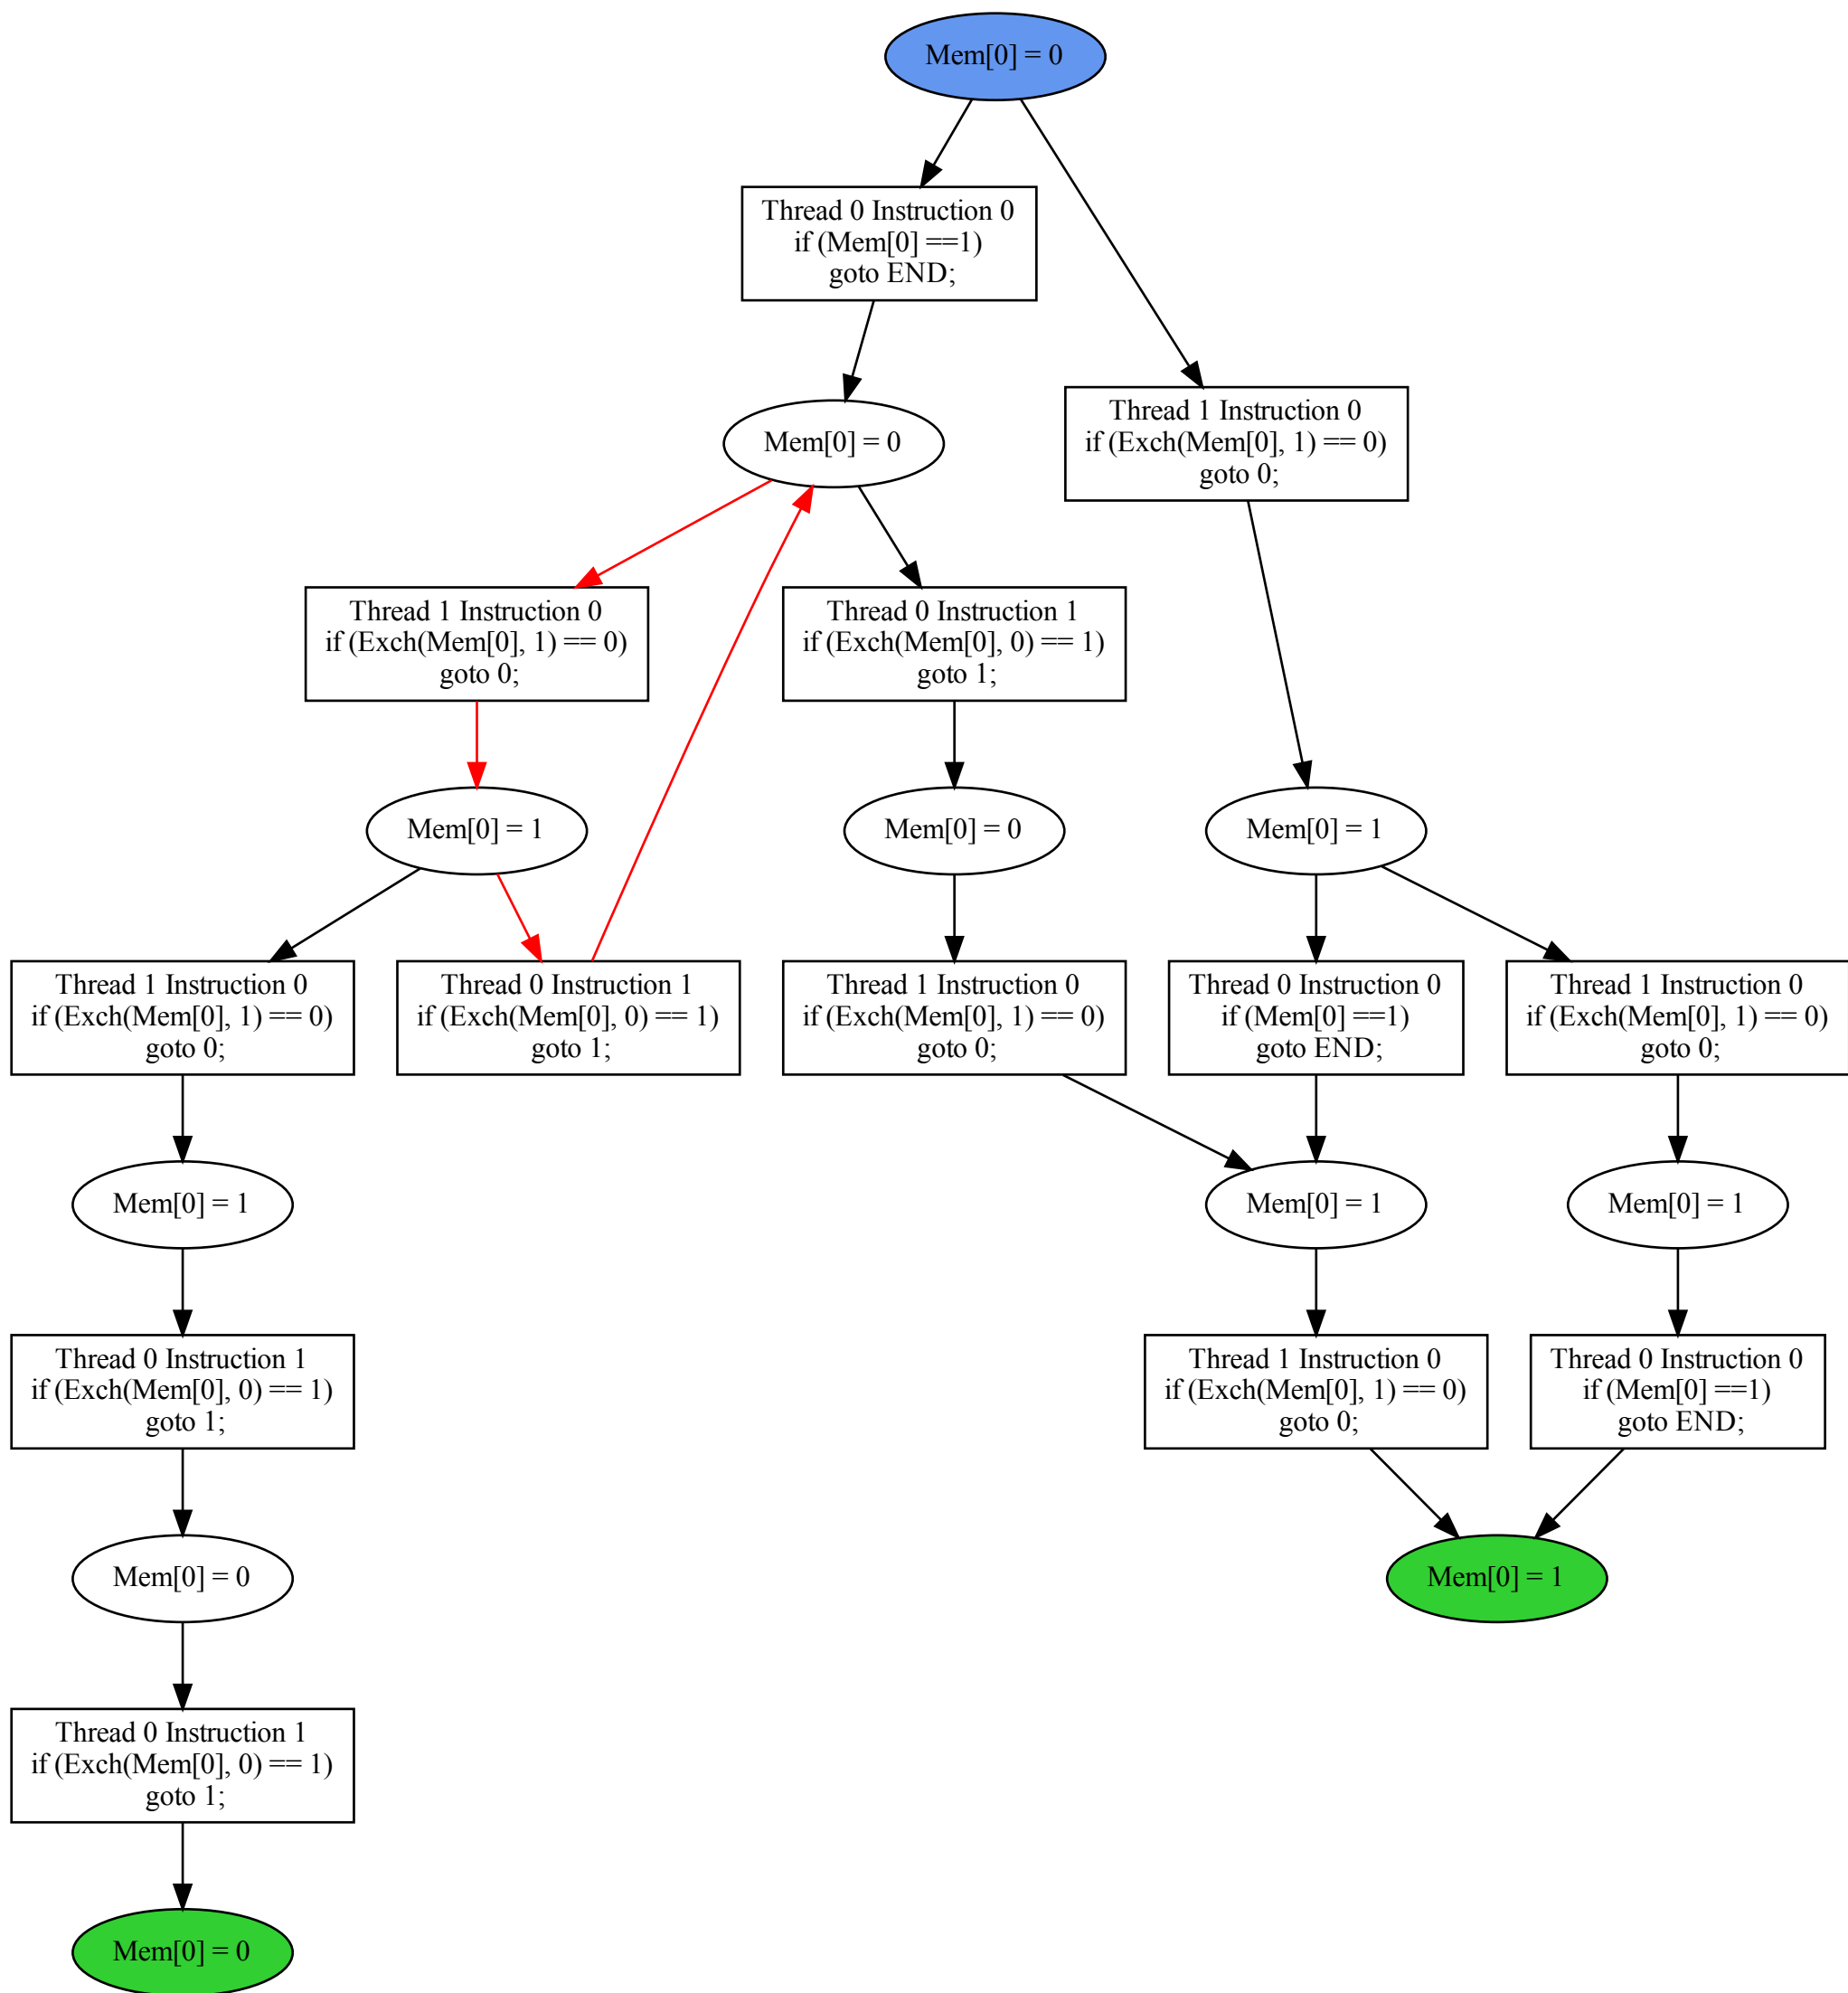 Mem[0] = 0
Thread 0 Instruction 0
if (Mem[0] ==1)
goto END;
Mem[0] = 0
Thread 1 Instruction 0
if (Exch(Mem[0], 1) == 0)
goto 0;
Thread 1 Instruction 0
if (Exch(Mem[0], 1) == 0)
goto 0;
Thread 0 Instruction 1
if (Exch(Mem[0], 0) == 1)
goto 1;
Mem[0] = 1
Mem[0] = 0
Mem[0] = 1
Thread 1 Instruction 0
if (Exch(Mem[0], 1) == 0)
goto 0;
Thread 0 Instruction 1
if (Exch(Mem[0], 0) == 1)
goto 1;
Thread 1 Instruction 0
if (Exch(Mem[0], 1) == 0)
goto 0;
Thread 0 Instruction 0
if (Mem[0] ==1)
goto END;
Thread 1 Instruction 0
if (Exch(Mem[0], 1) == 0)
goto 0;
Mem[0] = 1
Mem[0] = 1
Mem[0] = 1
Thread 0 Instruction 1
if (Exch(Mem[0], 0) == 1)
goto 1;
Thread 1 Instruction 0
if (Exch(Mem[0], 1) == 0)
goto 0;
Thread 0 Instruction 0
if (Mem[0] ==1)
goto END;
Mem[0] = 0
Mem[0] = 1
Thread 0 Instruction 1
if (Exch(Mem[0], 0) == 1)
goto 1;
Mem[0] = 0